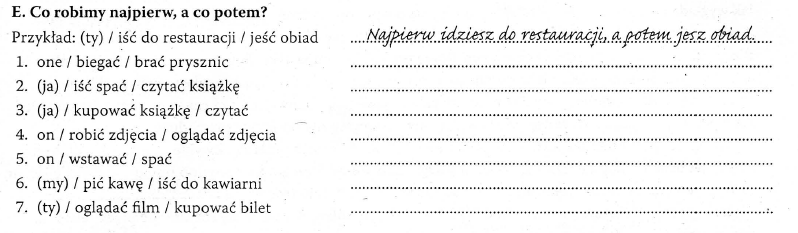 E. Co robimy najpierw, a co potem?
Przykład: (ty) / iść do restauracji / jeść obiad ....Najpierw idziesz do restauracji, a potem jesz obiad.....
1. one / biegać / brać prysznic
2. (ja) / iść spać / czytać książkę
3. (ja) / kupować książkę / czytać
4. on / robić zdjęcia / oglądać zdjęcia
5. on / wstawać / spać
6. (my) / pić kawę / iść do kawiarni
7. (ty) / oglądać film / kupować bilet